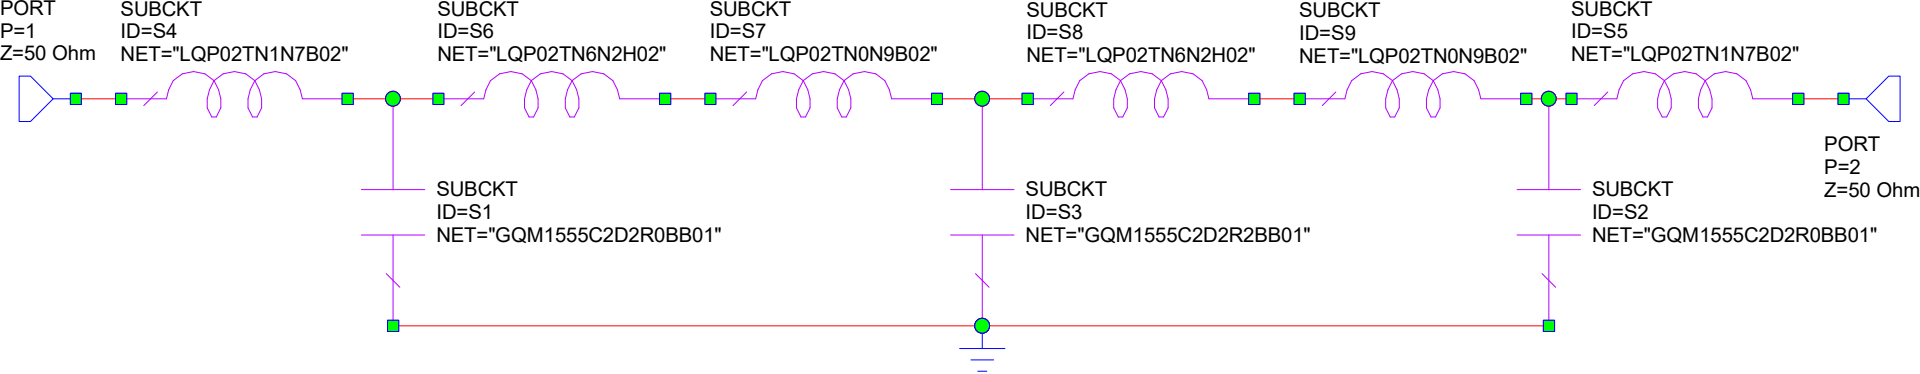 PORT
P=1
Z=50 Ohm
SUBCKT
ID=S4
NET="LQP02TN1N7B02"
SUBCKT
ID=S6
NET="LQP02TN6N2H02"
SUBCKT
ID=S7
NET="LQP02TN0N9B02"
SUBCKT
ID=S8
NET="LQP02TN6N2H02"
SUBCKT
ID=S9
NET="LQP02TN0N9B02"
SUBCKT
ID=S5
NET="LQP02TN1N7B02"
PORT
P=2
Z=50 Ohm
SUBCKT
ID=S1
NET="GQM1555C2D2R0BB01"
SUBCKT
ID=S3
NET="GQM1555C2D2R2BB01"
SUBCKT
ID=S2
NET="GQM1555C2D2R0BB01"